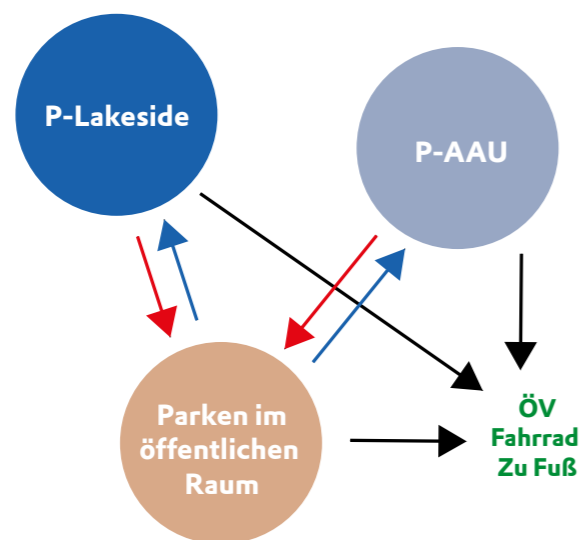 P-Lakeside
P-AAU
Parken im
öffentlichen
Raum
ÖV
Fahrrad
Zu Fuß